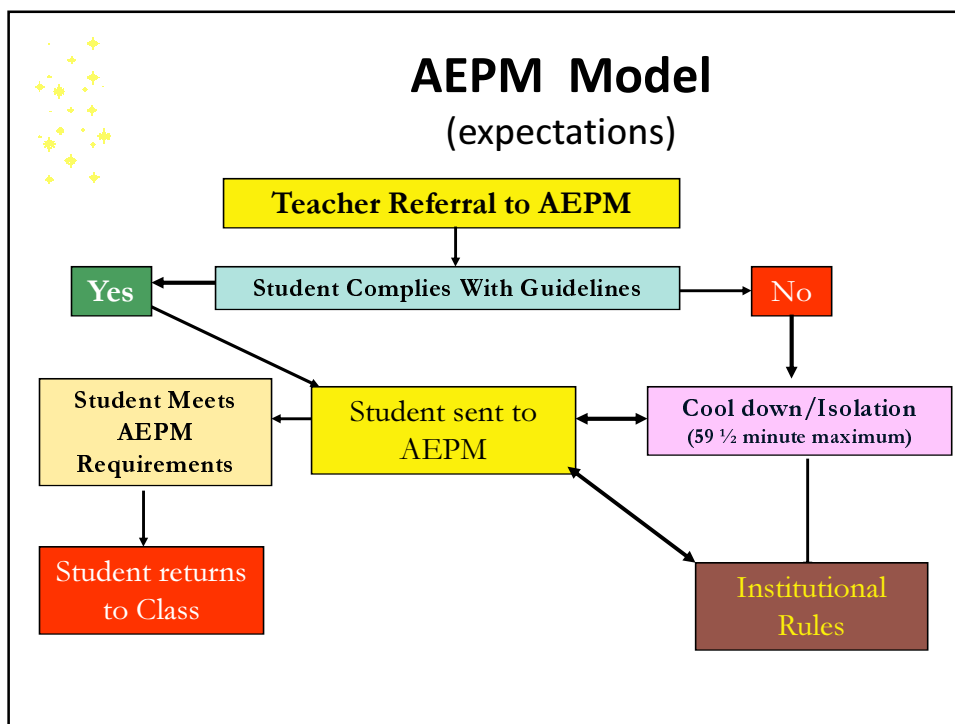 AEPM Model
(expectations)
Teacher Referral to AEPM
Yes
Student Complies With Guidelines
No
Student Meets
AEPM
Requirements
Student sent to
AEPM
Cool down/Isolation
(59 ½ minute maximum)
Student returns
to Class
Institutional
Rules